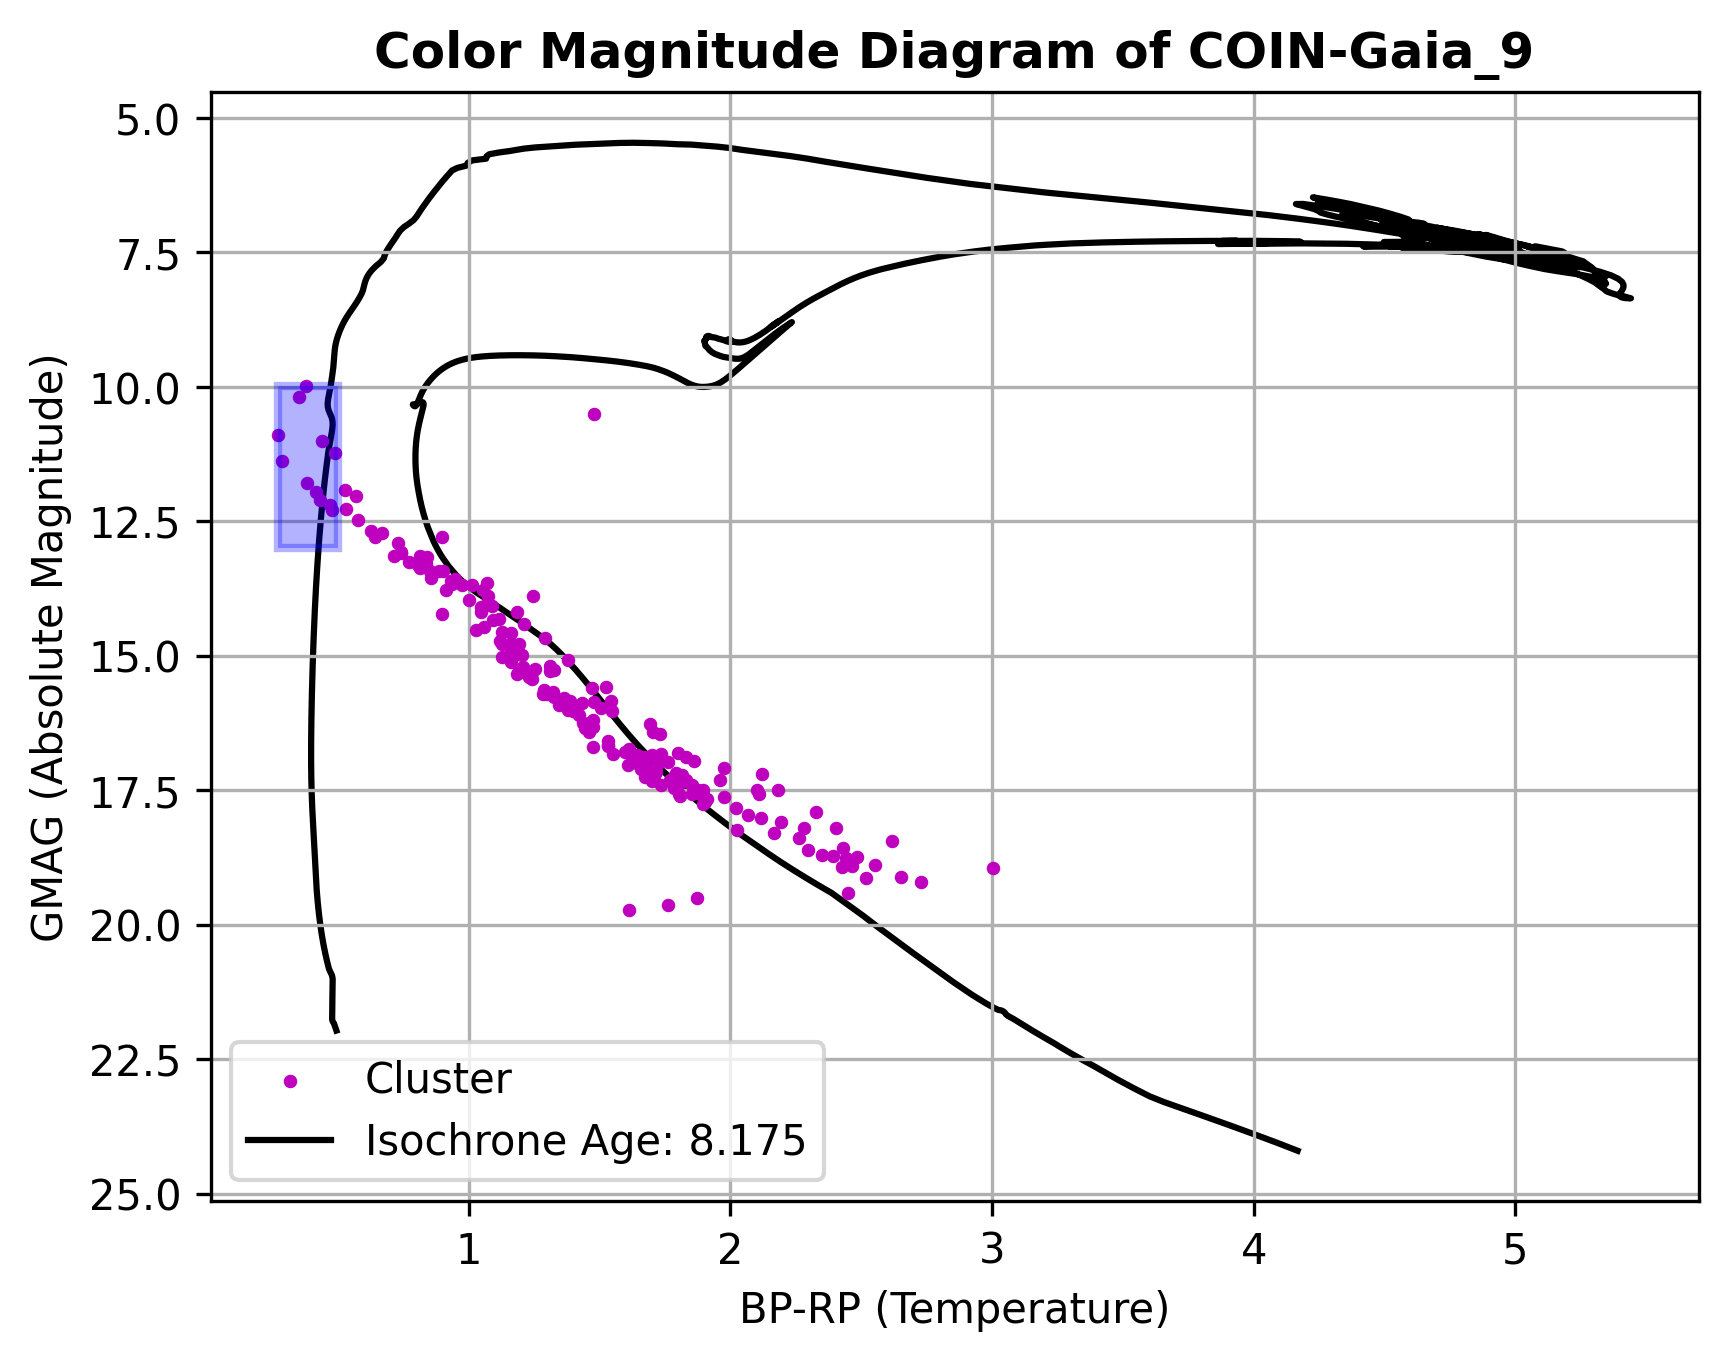 Color Magnitude Diagram of COIN-Gaia_9
GMAG (Absolute Magnitude)
5.0
7.5
10.0
12.5
15.0
17.5
20.0
22.5
25.0
Cluster
Isochrone Age: 8.175
1
2
3
4
5
BP-RP (Temperature)